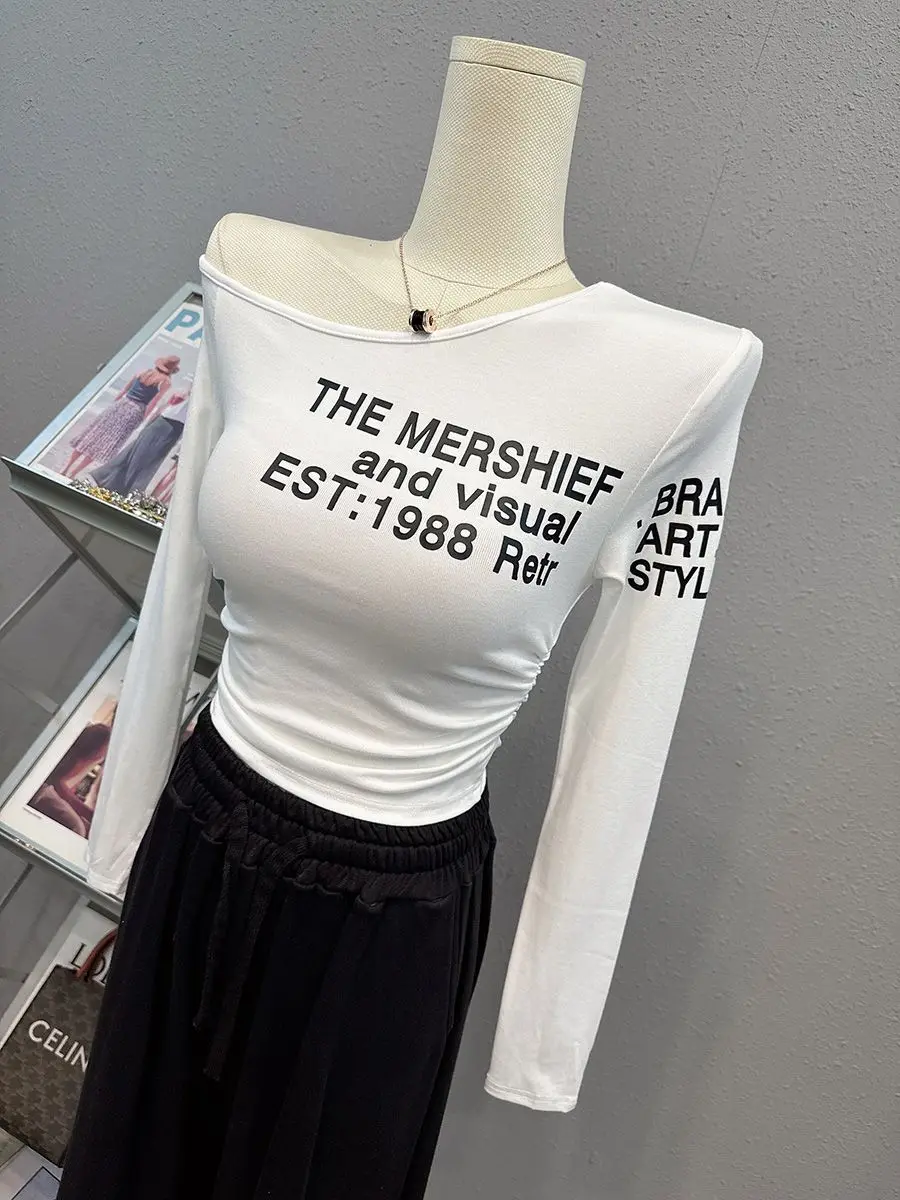 THE MERSHIEF
and visual
EST:1988 Retr
BRA
ART
STYL
PA
CELIN